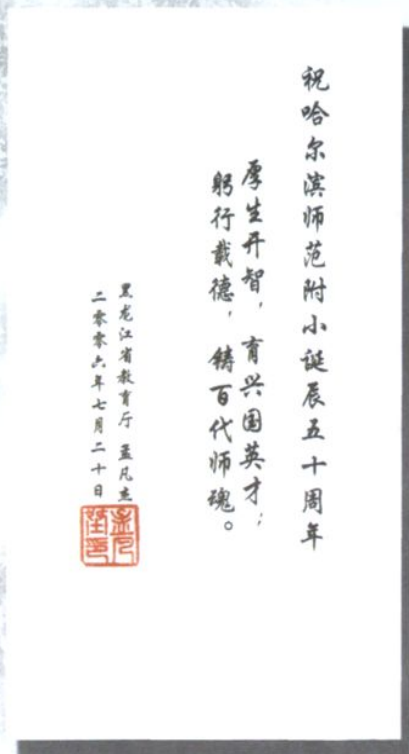 祝哈尔滨师范附小诞辰五十周年
厚生开智，育兴国英才；
躬行载德，铸百代师魂。
黑龙江省教育厅 孟凡杰
二零零六年七月二十日